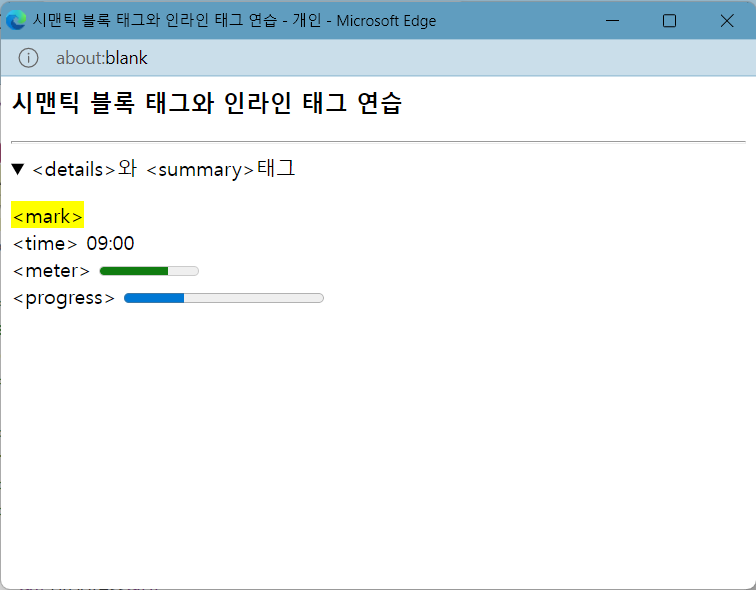 시맨틱 블록 태그와 인라인 태그 연습 - 개인 - Microsoft Edge
about:blank
시맨틱 블록 태그와 인라인 태그 연습
<details>와 <summary>태그
<mark>
<time> 09:00
<meter>
<progress>